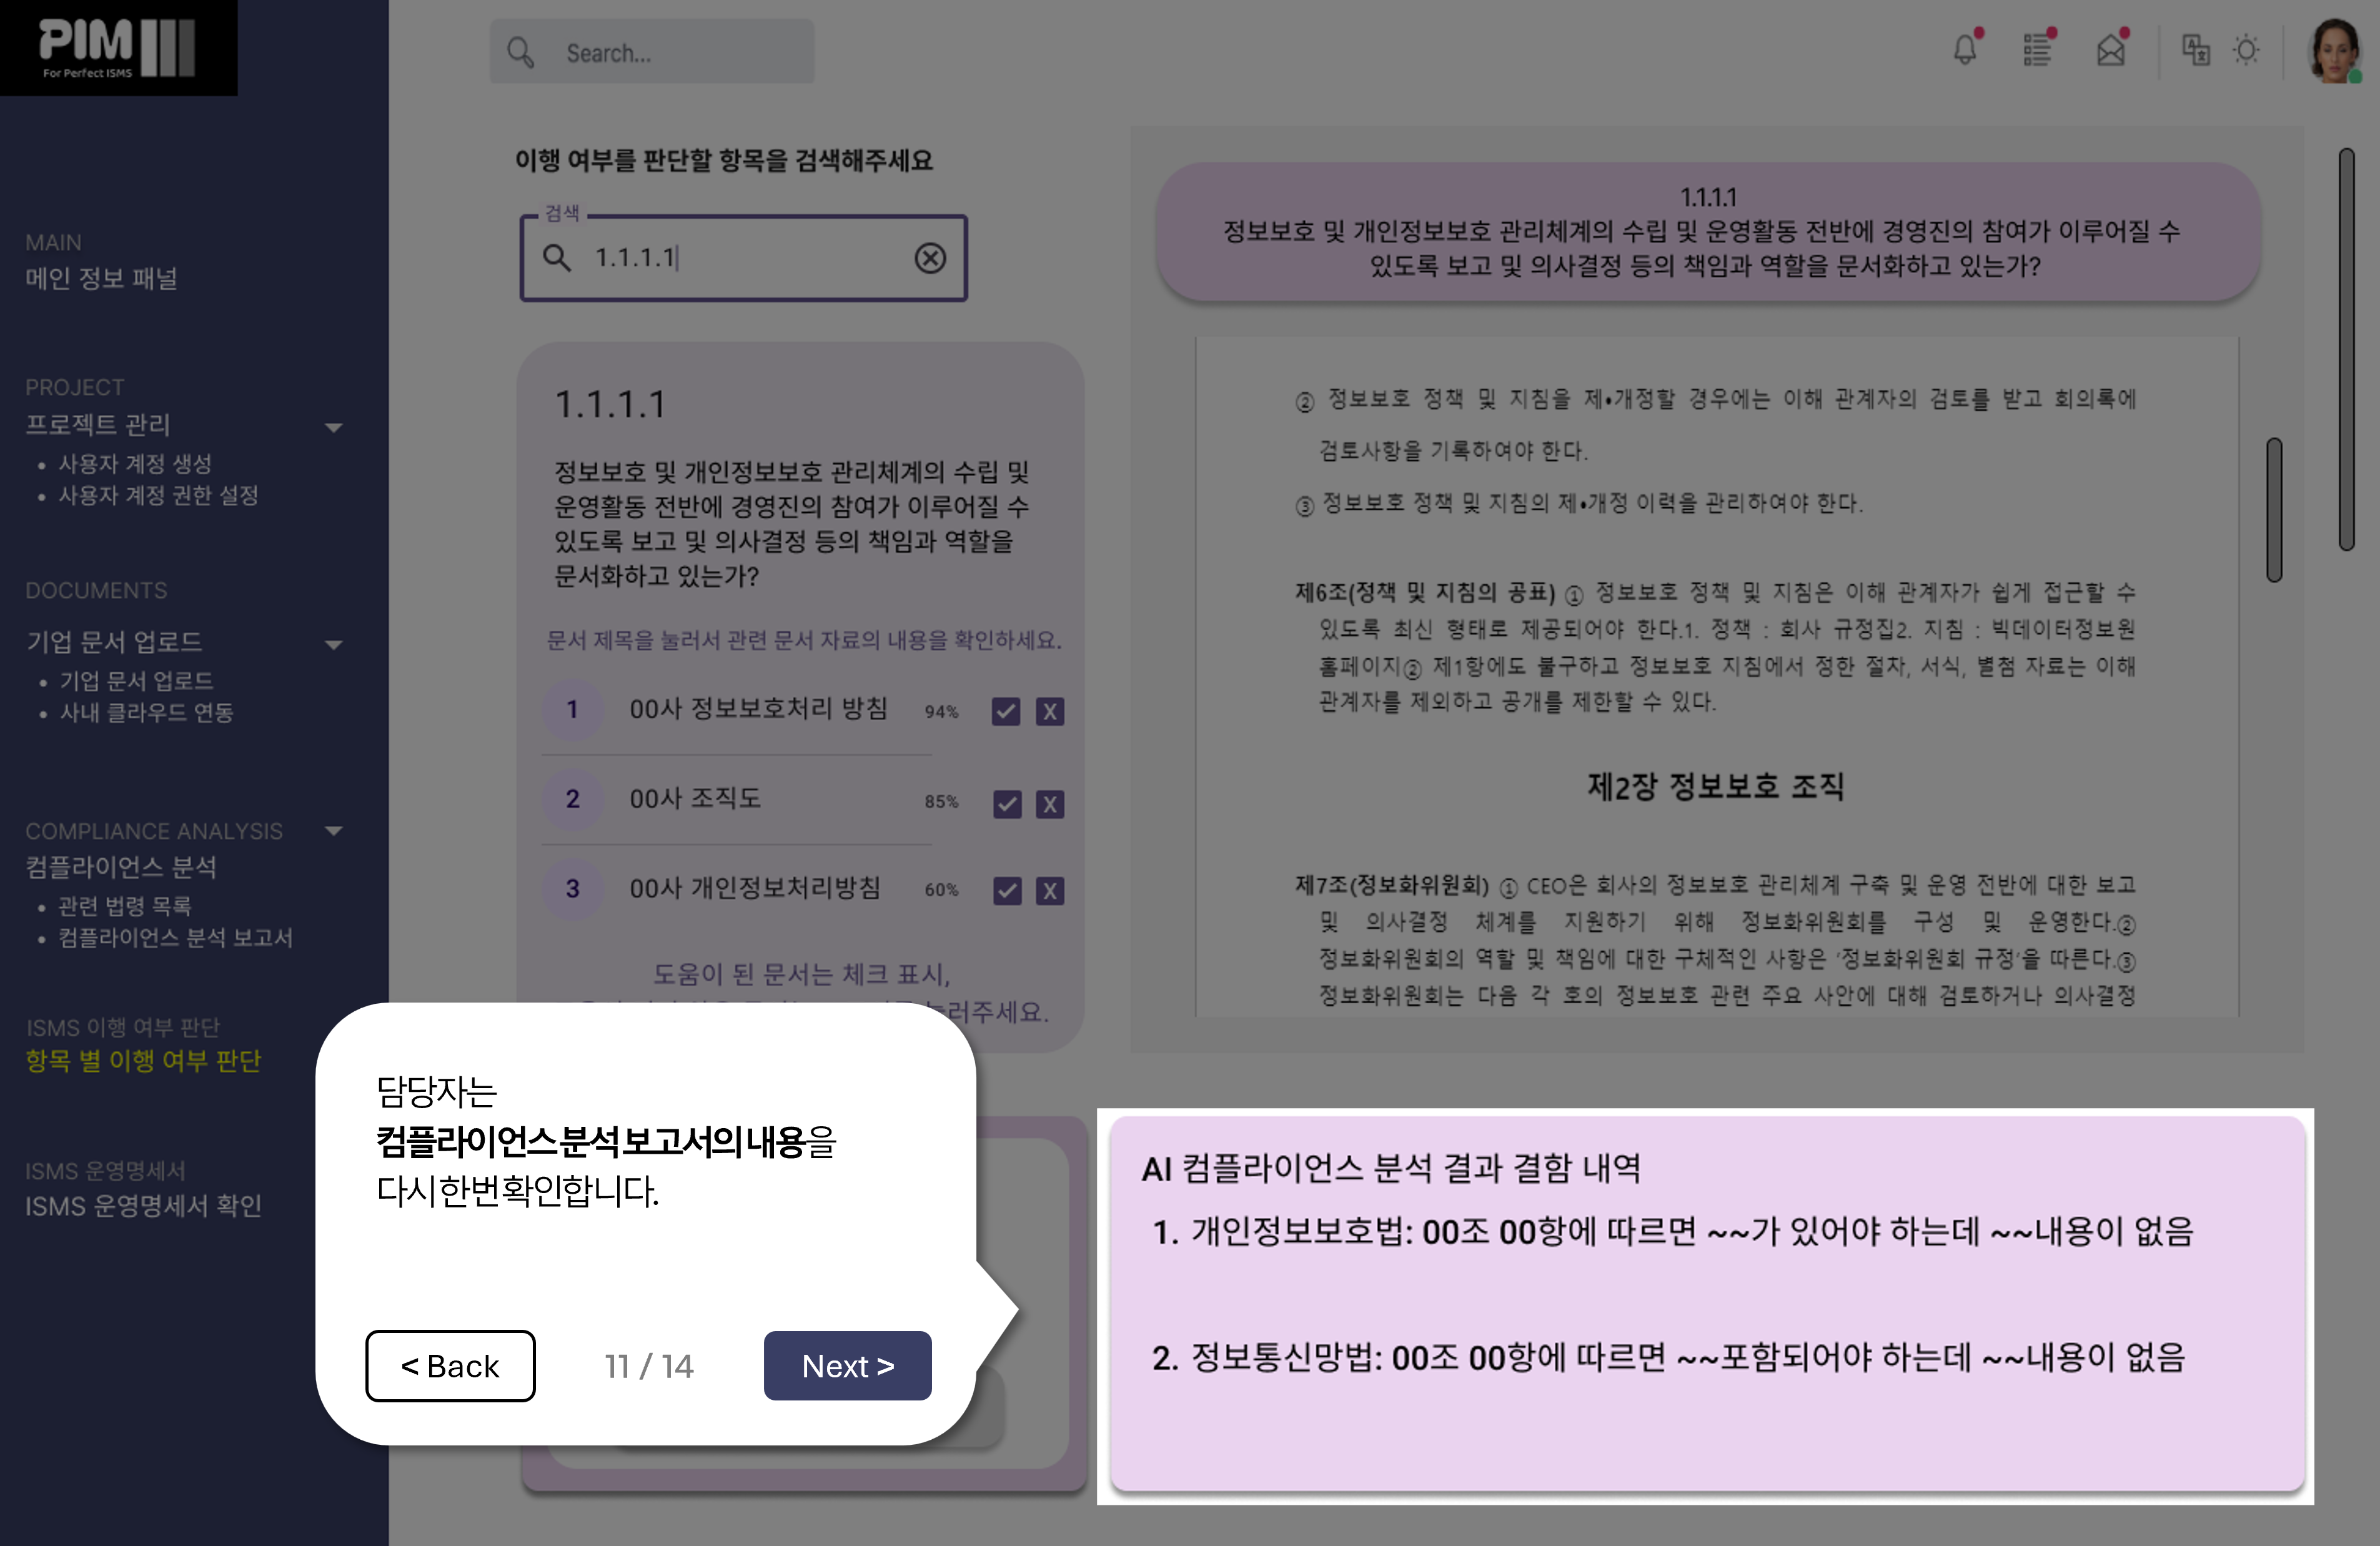 PIM
For Perfect ISMS
Search...
MAIN
메인 정보 패널
PROJECT
프로젝트 관리
• 사용자 계정 생성
• 사용자 계정 권한 설정
DOCUMENTS
기업 문서 업로드
• 기업 문서 업로드
• 사내 클라우드 연동
COMPLIANCE ANALYSIS
컴플라이언스 분석
• 관련 법령 목록
• 컴플라이언스 분석 보고서
ISMS 이행 여부 판단
항목 별 이행 여부 판단
ISMS 운영명세서
ISMS 운영명세서 확인
이행 여부를 판단할 항목을 검색해주세요
검색
1.1.1.1
1.1.1.1
정보보호 및 개인정보보호 관리체계의 수립 및
운영활동 전반에 경영진의 참여가 이루어질 수
있도록 보고 및 의사결정 등의 책임과 역할을
문서화하고 있는가?
문서 제목을 눌러서 관련 문서 자료의 내용을 확인하세요.
1 00사 정보보호처리 방침 94% X
2 00사 조직도 85% X
3 00사 개인정보처리방침 60% X
도움이 된 문서는 체크 표시,
눌러주세요.
1.1.1.1
정보보호 및 개인정보보호 관리체계의 수립 및 운영활동 전반에 경영진의 참여가 이루어질 수
있도록 보고 및 의사결정 등의 책임과 역할을 문서화하고 있는가?
② 정보보호 정책 및 지침을 제•개정할 경우에는 이해 관계자의 검토를 받고 회의록에
검토사항을 기록하여야 한다.
③ 정보보호 정책 및 지침의 제•개정 이력을 관리하여야 한다.
제6조(정책 및 지침의 공표) ① 정보보호 정책 및 지침은 이해 관계자가 쉽게 접근할 수
있도록 최신 형태로 제공되어야 한다.1. 정책 : 회사 규정집2. 지침 : 빅데이터정보원
홈페이지② 제1항에도 불구하고 정보보호 지침에서 정한 절차, 서식, 별첨 자료는 이해
관계자를 제외하고 공개를 제한할 수 있다.
제2장 정보보호 조직
제7조(정보화위원회) ① CEO은 회사의 정보보호 관리체계 구축 및 운영 전반에 대한 보고
및 의사결정 체계를 지원하기 위해 정보화위원회를 구성 및 운영한다.②
정보화위원회의 역할 및 책임에 대한 구체적인 사항은 ‘정보화위원회 규정’을 따른다.③
정보화위원회는 다음 각 호의 정보보호 관련 주요 사안에 대해 검토하거나 의사결정
담당자는
컴플라이언스 분석 보고서의 내용을
다시 한번 확인합니다.
< Back
11 / 14
Next >
AI 컴플라이언스 분석 결과 결함 내역
1. 개인정보보호법: 00조 00항에 따르면 ~~가 있어야 하는데 ~~내용이 없음
2. 정보통신망법: 00조 00항에 따르면 ~~포함되어야 하는데 ~~내용이 없음